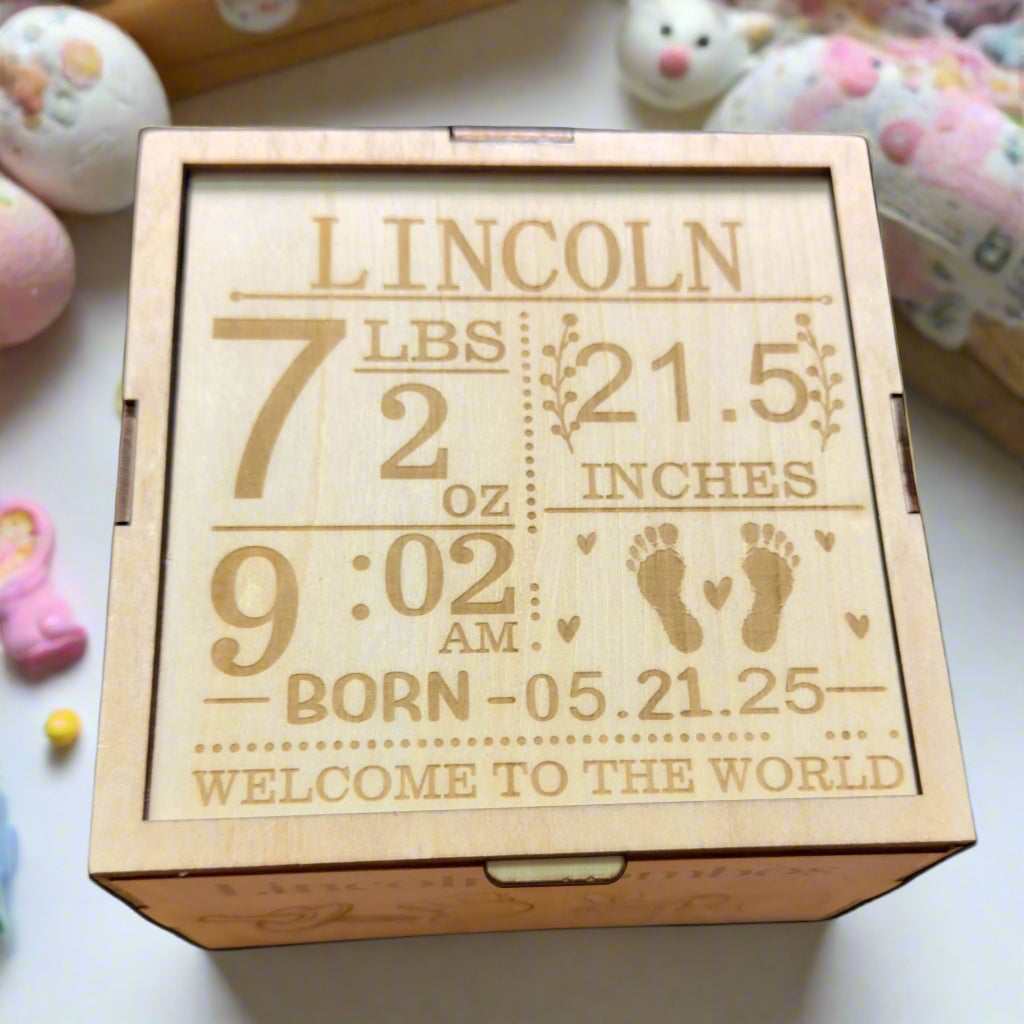 LINCOLN
7 LBS
2 OZ
21.5
INCHES
9:02
AM
BORN - 05.21.25
WELCOME TO THE WORLD
Lincoln